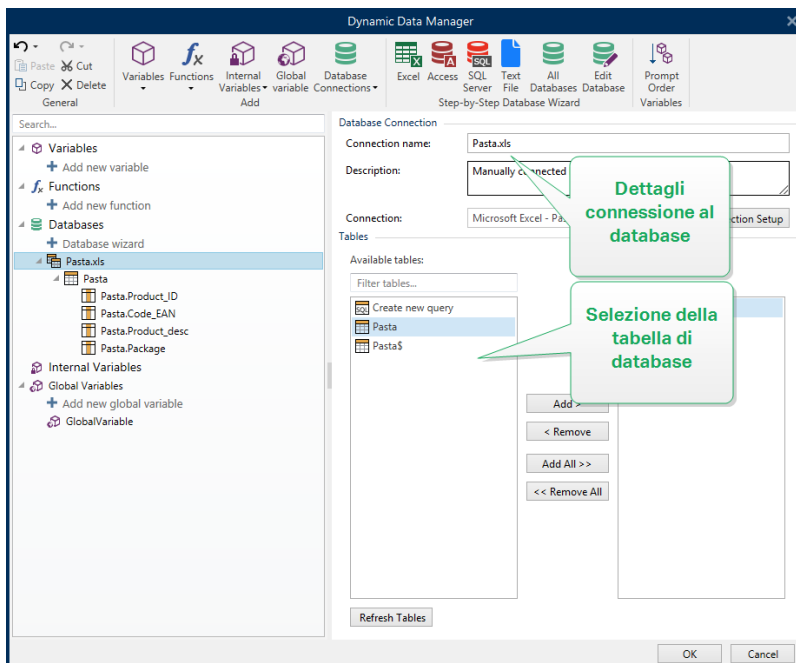 Dynamic Data Manager
Paste Cut
Copy Delete
General
Variables Functions Internal Variables Global variable Database Connections
Add
Excel Access SQL Server Text File All Databases Edit Database
Step-by-Step Database Wizard
Prompt Order
Variables
Search...
Variables
Add new variable
fx Functions
Add new function
Databases
Database wizard
Pasta.xls
Pasta
Pasta.Product_ID
Pasta.Code_EAN
Pasta.Product_desc
Pasta.Package
Internal Variables
Global Variables
Add new global variable
GlobalVariable
Database Connection
Connection name: Pasta.xls
Description: Manually connected
Connection: Microsoft Excel - Pa
ction Setup
Dettagli
connessione al
database
Tables
Available tables:
Filter tables...
SQL Create new query
Pasta
Pasta$
Selezione della
tabella di
database
Add >
< Remove
Add All >>
<< Remove All
Refresh Tables
OK Cancel